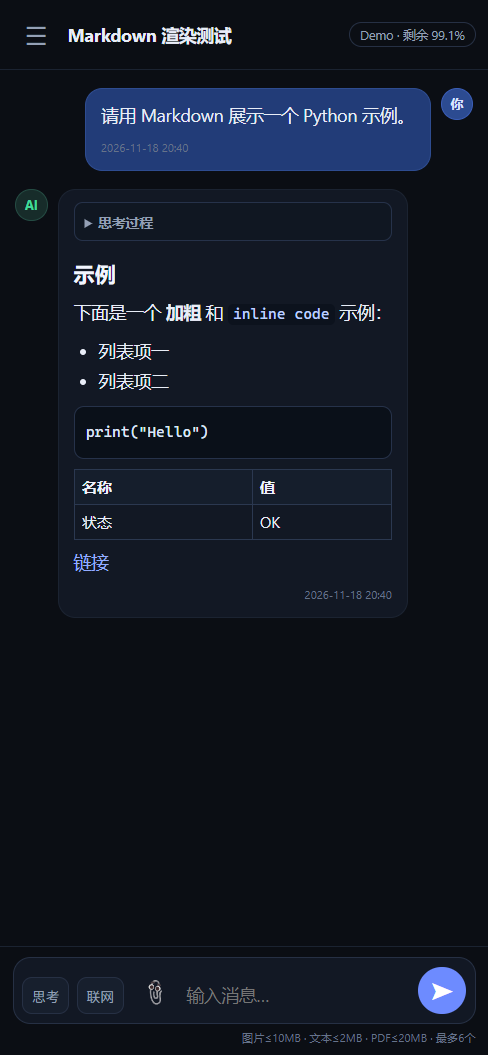 ☰ Markdown 渲染测试 Demo · 剩余 99.1%
请用 Markdown 展示一个 Python 示例。 你
2026-11-18 20:40
AI
▶ 思考过程
示例
下面是一个 加粗 和 inline code 示例：
• 列表项一
• 列表项二
print("Hello")
名称 值
状态 OK
链接
2026-11-18 20:40
思考 联网 输入消息...
图片≤10MB · 文本≤2MB · PDF≤20MB · 最多6个